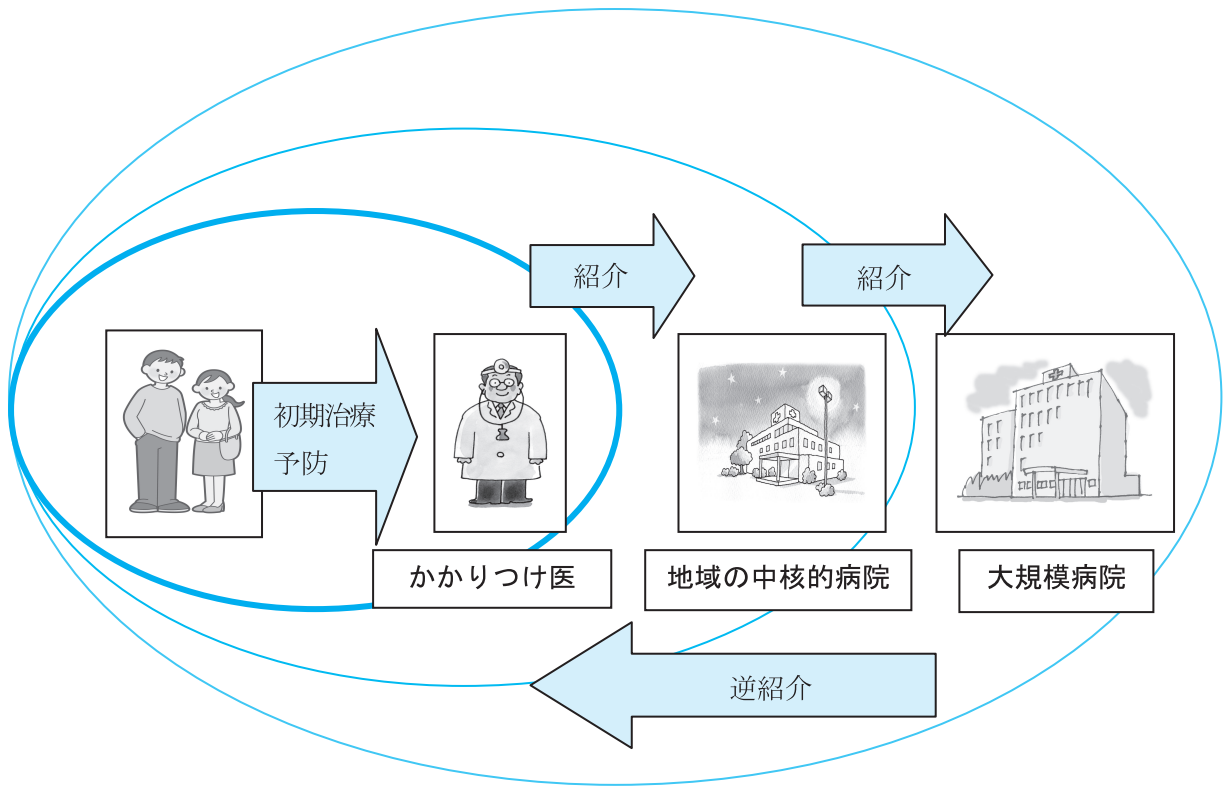 紹介
紹介
初期治療
予防
かかりつけ医
地域の中核的病院
大規模病院
逆紹介